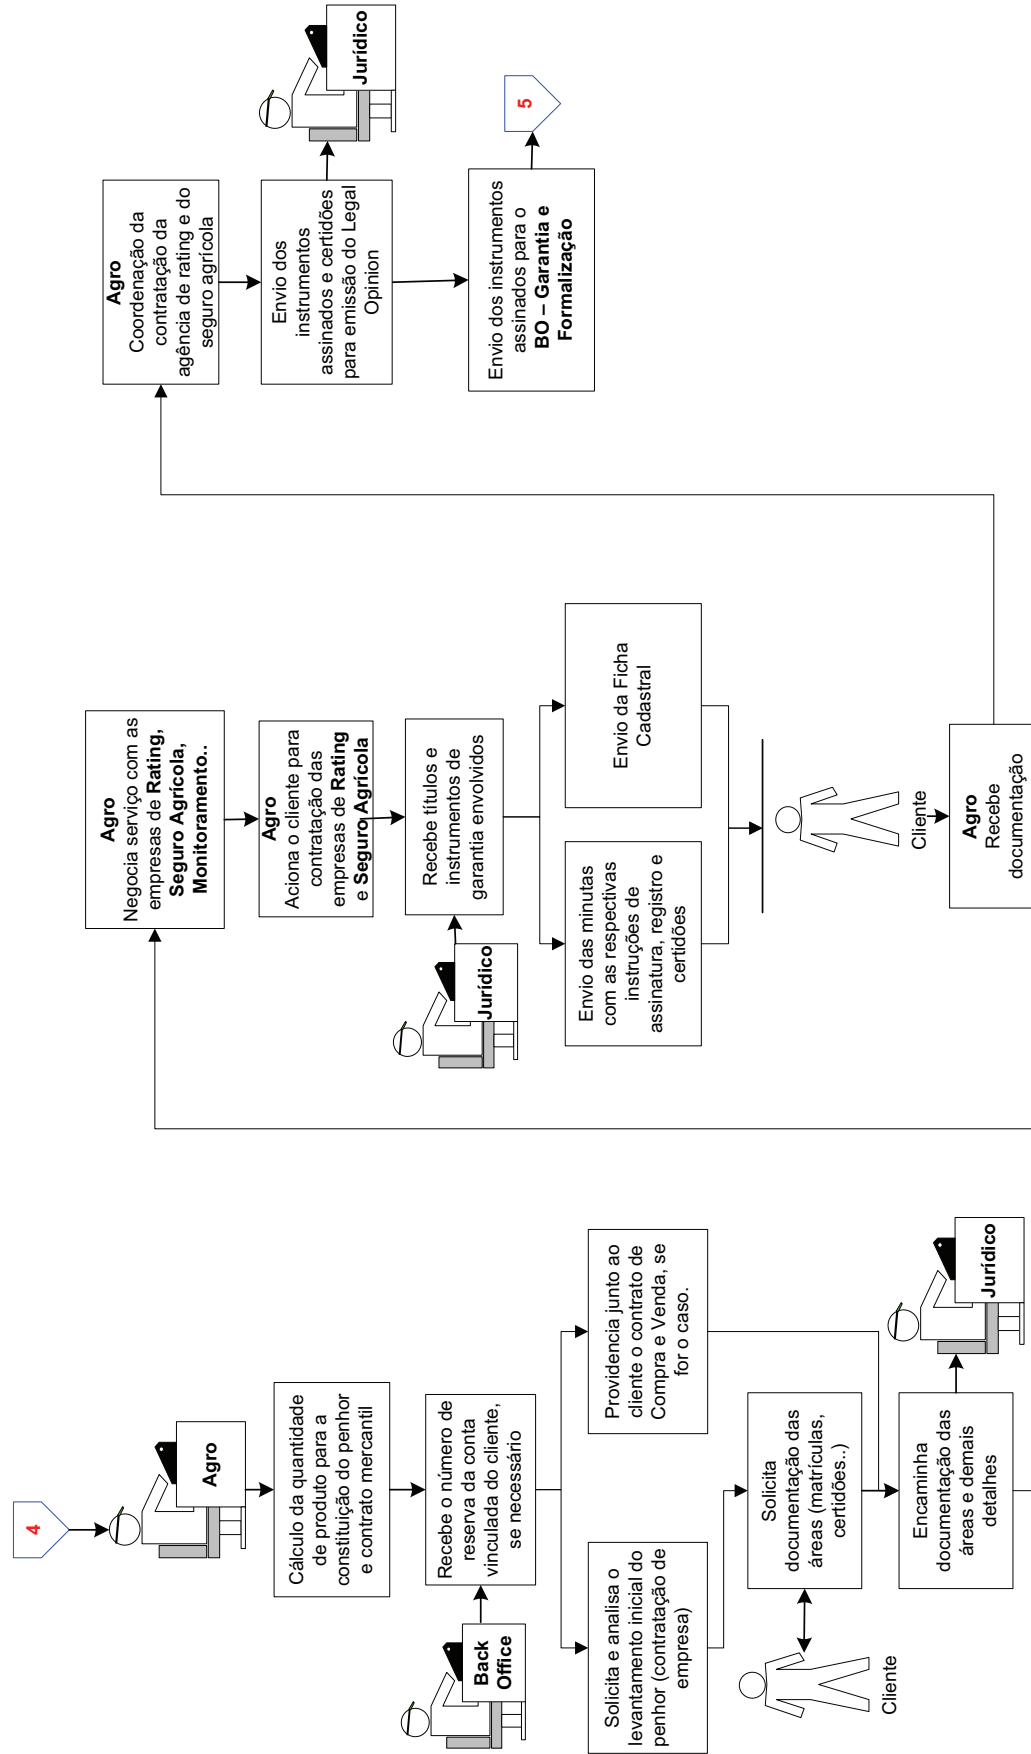 4
Agro
Cálculo da quantidade
de produto para a
constituição do penhor
e contrato mercantil
Back
Office
Recebe o número de
reserva da conta
vinculada do cliente,
se necessário
Solicita e analisa o
levantamento inicial do
penhor (contratação de
empresa)
Providencia junto ao
cliente o contrato de
Compra e Venda, se
for o caso.
Cliente
Solicita
documentação das
áreas (matrículas,
certidões..)
Encaminha
documentação das
áreas e demais
detalhes
Jurídico
Agro
Negocia serviço com as
empresas de Rating,
Seguro Agrícola,
Monitoramento..
Agro
Aciona o cliente para
contratação das
empresas de Rating
e Seguro Agrícola
Jurídico
Recebe títulos e
instrumentos de
garantia envolvidos
Envio das minutas
com as respectivas
instruções de
assinatura, registro e
certidões
Envio da Ficha
Cadastral
Cliente
Agro
Recebe
documentação
Agro
Coordenação da
contratação da
agência de rating e do
seguro agrícola
Envio dos
instrumentos
assinados e certidões
para emissão do Legal
Opinion
Jurídico
Envio dos instrumentos
assinados para o
BO – Garantia e
Formalização
5